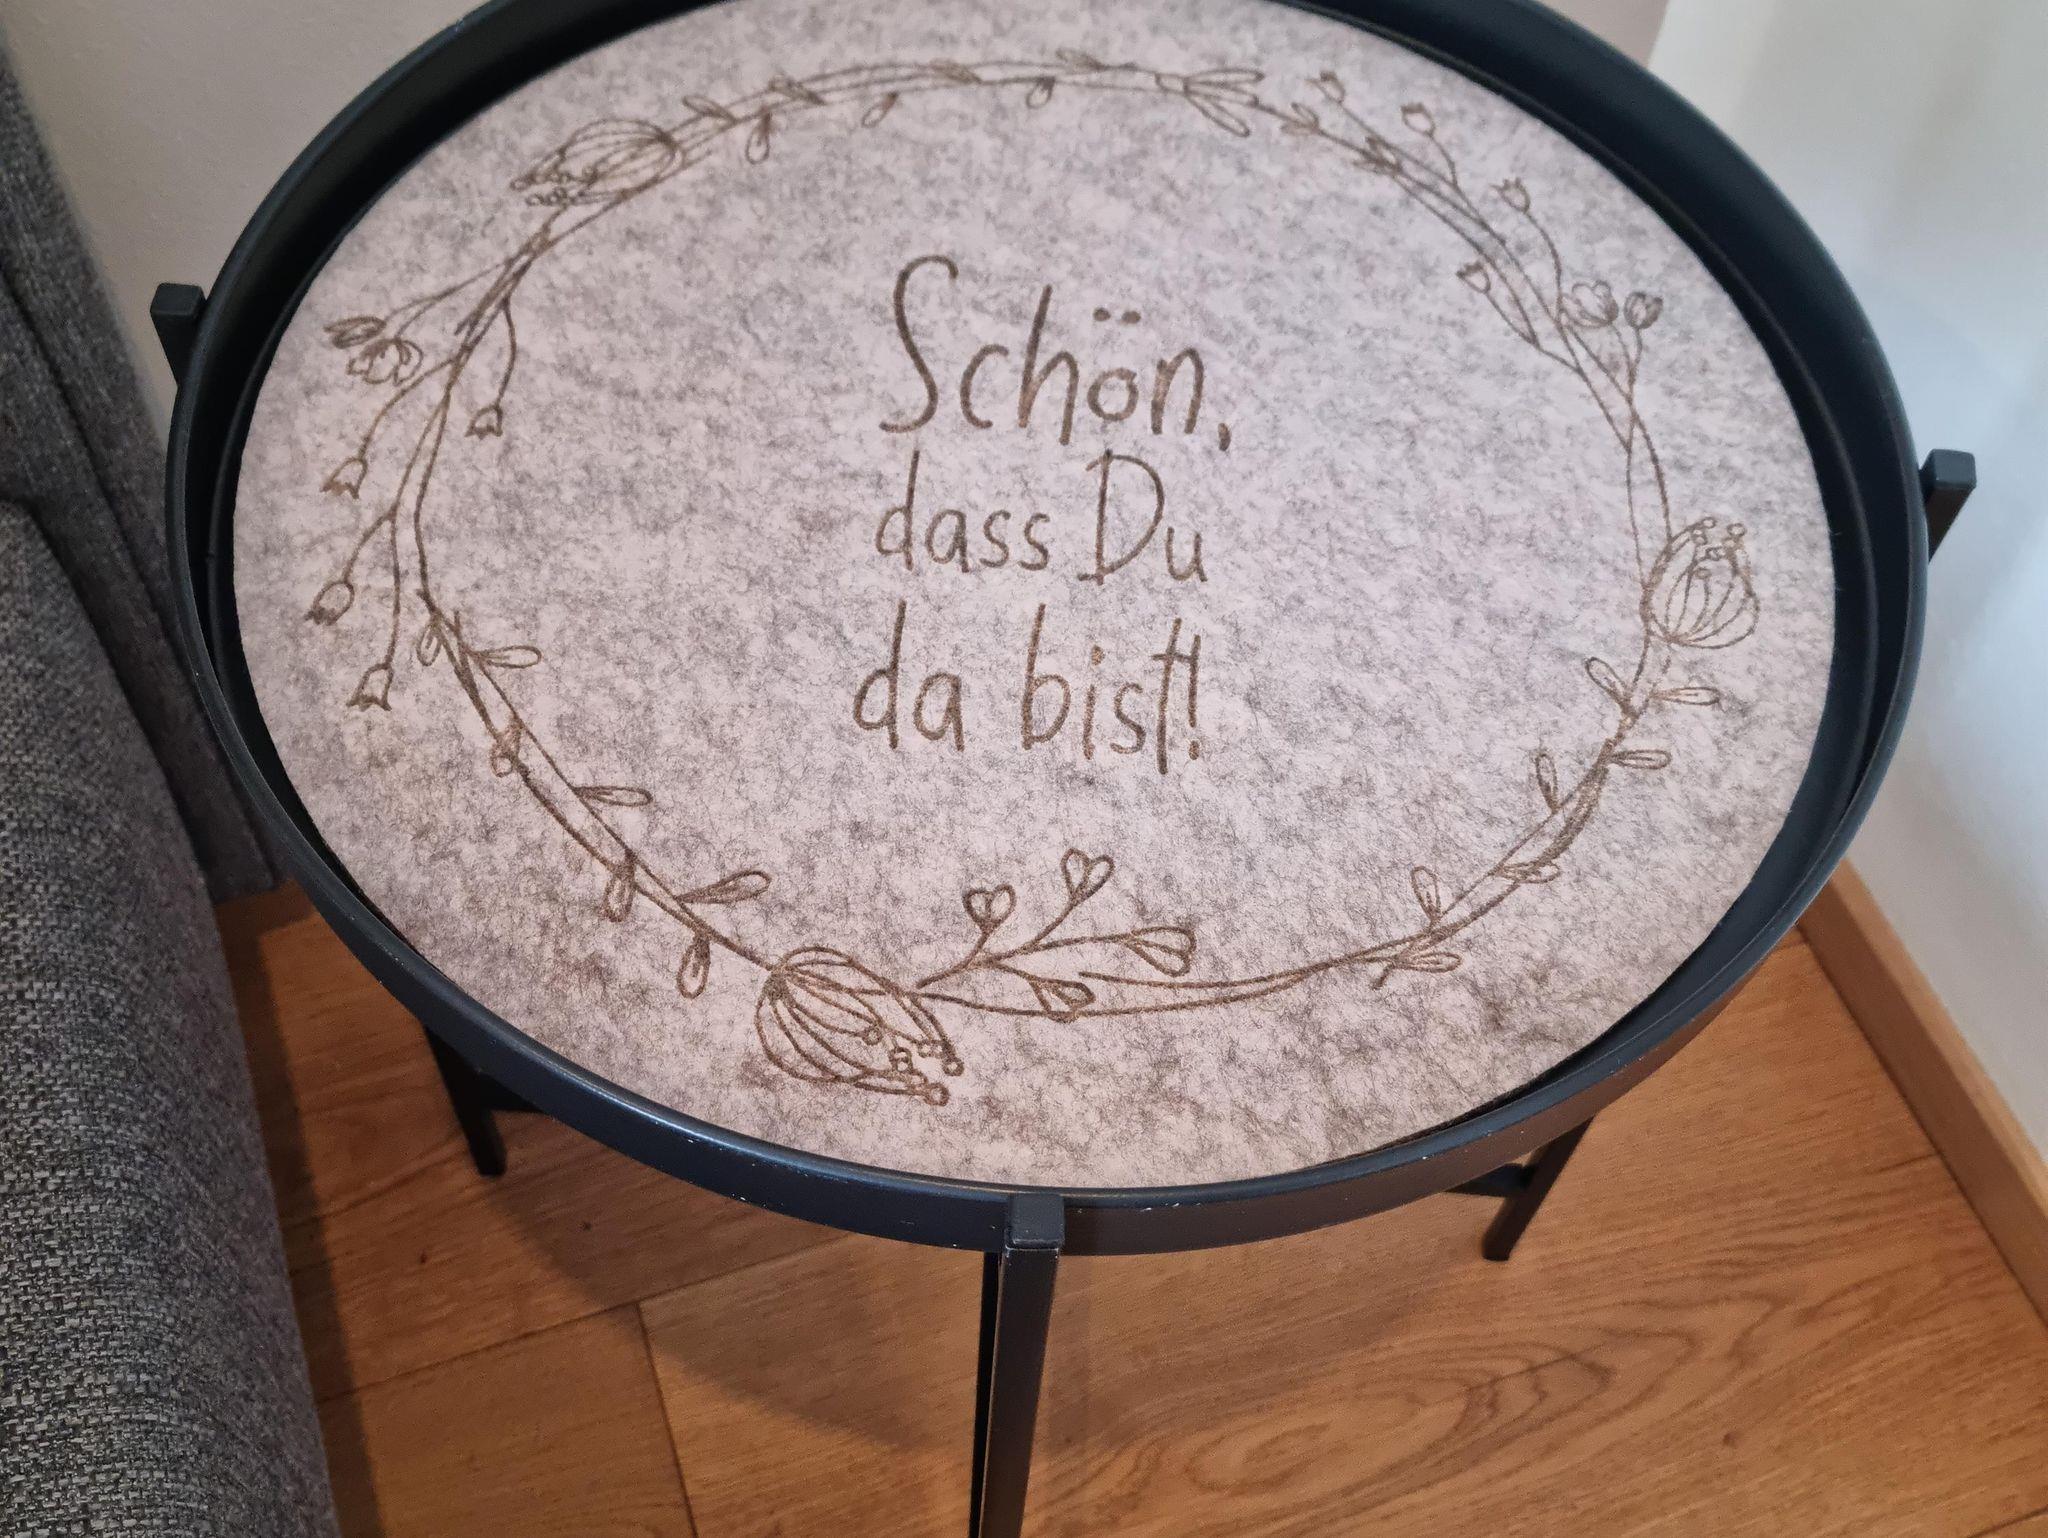 Schön,
dass Du
da bist!